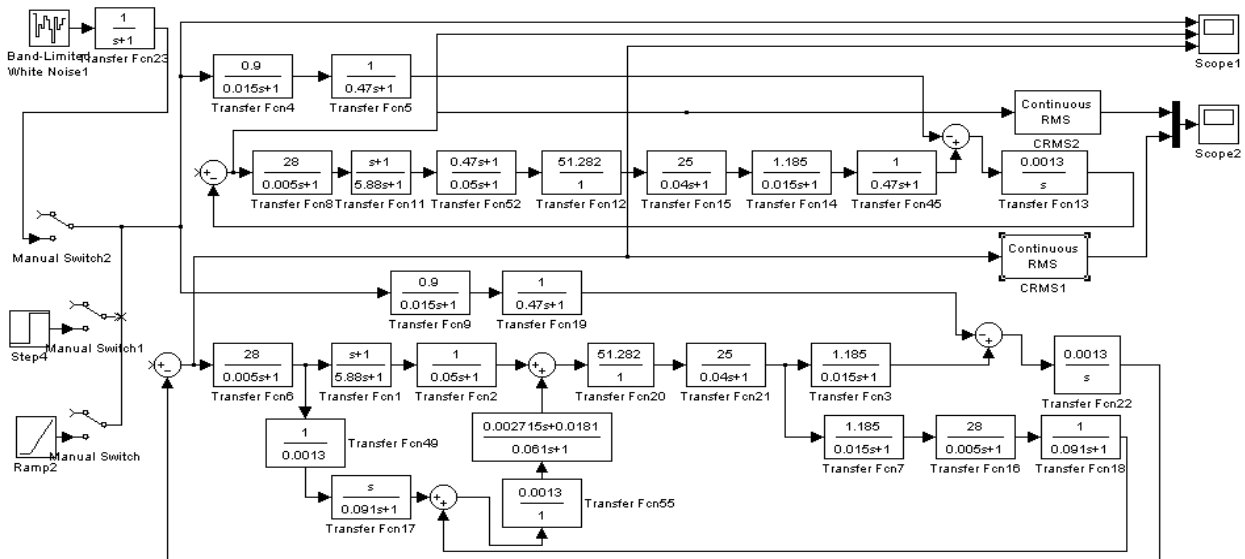 1
s+1
Band-Limited
White Noise1
Transfer Fcn23
Scope1
0.9
0.015s+1
Transfer Fcn4
1
0.47s+1
Transfer Fcn5
Continuous
RMS
CRMS2
Scope2
+
-
28
0.005s+1
Transfer Fcn8
s+1
5.88s+1
Transfer Fcn11
0.47s+1
0.05s+1
Transfer Fcn52
51.282
1
Transfer Fcn12
25
0.04s+1
Transfer Fcn15
1.185
0.015s+1
Transfer Fcn14
1
0.47s+1
Transfer Fcn45
-
+
0.0013
s
Transfer Fcn13
Manual Switch2
Continuous
RMS
CRMS1
0.9
0.015s+1
Transfer Fcn9
1
0.47s+1
Transfer Fcn19
Step4
Manual Switch1
+
-
28
0.005s+1
Transfer Fcn6
s+1
5.88s+1
Transfer Fcn1
1
0.05s+1
Transfer Fcn2
+
+
51.282
1
Transfer Fcn20
25
0.04s+1
Transfer Fcn21
1.185
0.015s+1
Transfer Fcn3
-
+
0.0013
s
Transfer Fcn22
Ramp2
Manual Switch
1
0.0013
Transfer Fcn49
0.002715s+0.0181
0.061s+1
1.185
0.015s+1
Transfer Fcn7
28
0.005s+1
Transfer Fcn16
1
0.091s+1
Transfer Fcn18
s
0.091s+1
Transfer Fcn17
+
+
0.0013
1
Transfer Fcn55